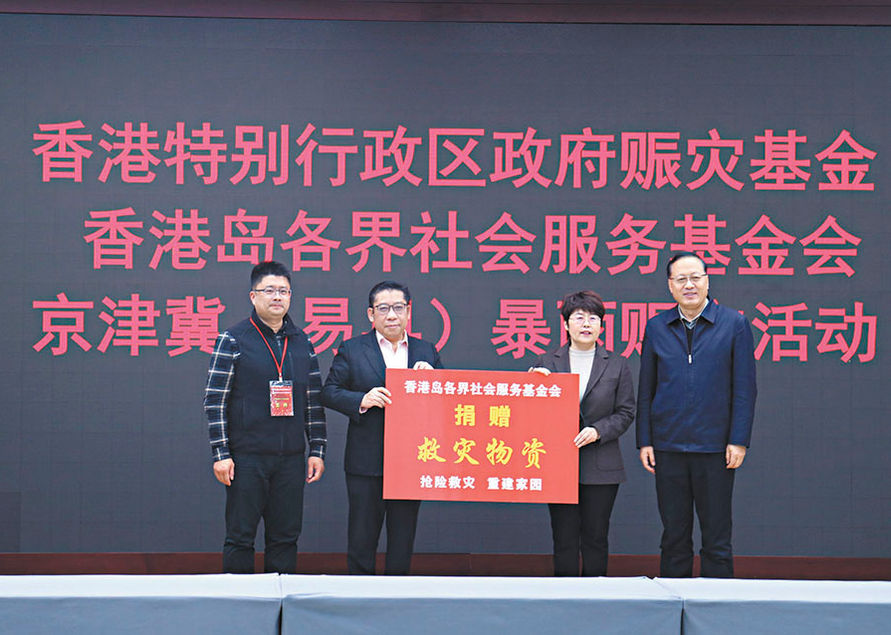 香港特别行政区政府赈灾基金
香港岛各界社会服务基金会
京津冀（易）暴雨赈活动
香港岛各界社会服务基金会
捐赠
救灾物资
抢险救灾 重建家园